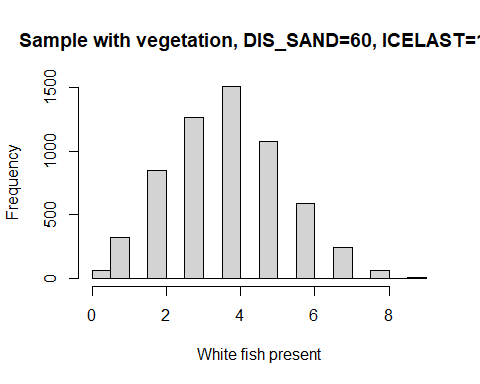 Sample with vegetation, DIS_SAND=60, ICELAST=
Frequency
1500
1000
500
0
0 2 4 6 8
White fish present